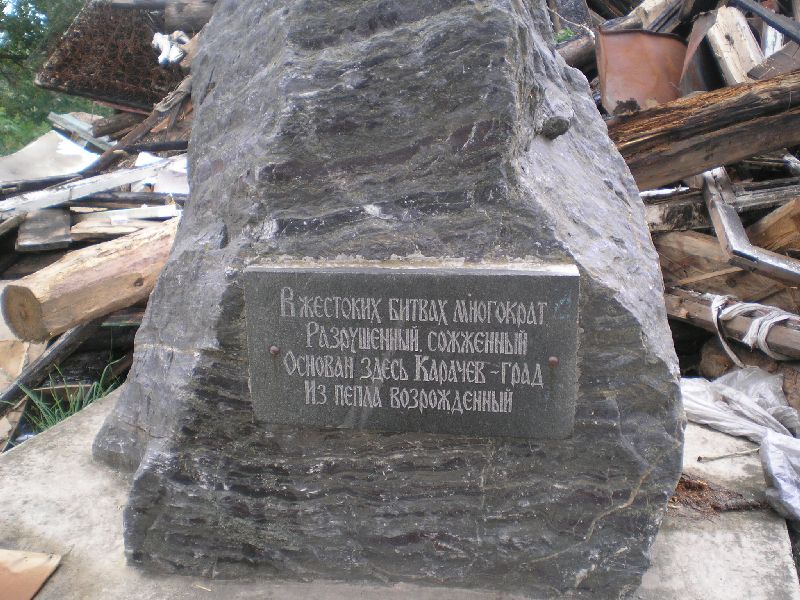 В жестоких битвах многократ
Разрушенный, сожженный
Основан здесь Карачев-град
Из пепла возрожденный